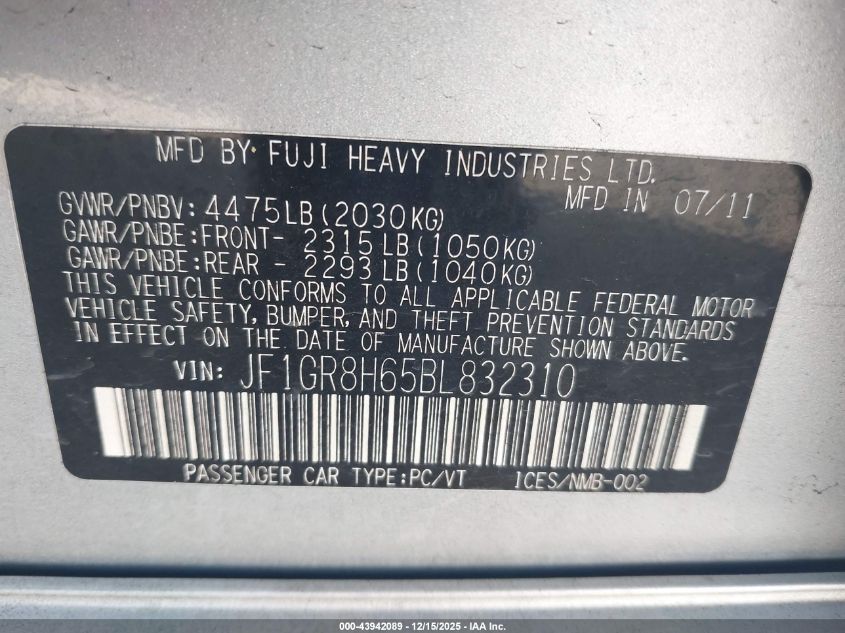 MFD BY FUJI HEAVY INDUSTRIES LTD.
MFD IN 07/11
GVWR/PNBV: 4475LB(2030KG)
GAWR/PNBE:FRONT- 2315LB(1050KG)
GAWR/PNBE:REAR - 2293LB(1040KG)
THIS VEHICLE CONFORMS TO ALL APPLICABLE FEDERAL MOTOR
VEHICLE SAFETY, BUMPER, AND THEFT PREVENTION STANDARDS
IN EFFECT ON THE DATE OF MANUFACTURE SHOWN ABOVE.
VIN: JF1GR8H65BL832310
PASSENGER CAR TYPE:PC/VT ICES/NMB-002
000-43942089 - 12/15/2025 - IAA Inc.